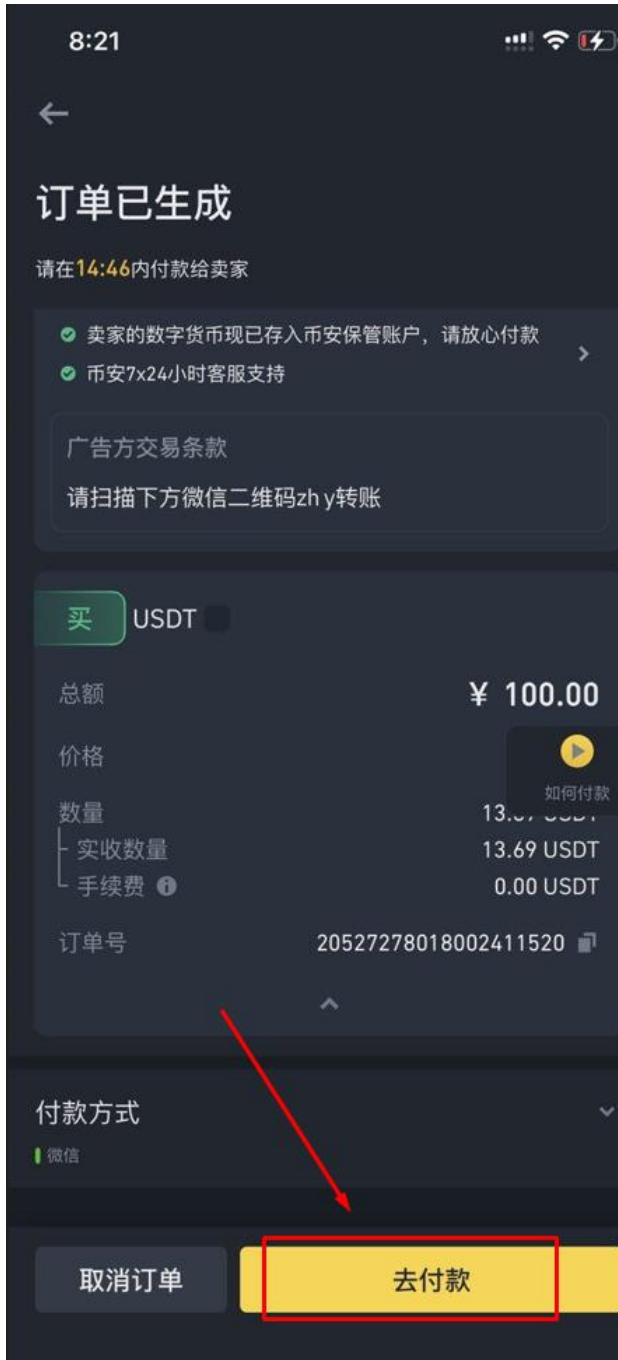 8:21
订单已生成
请在14:46内付款给卖家
卖家的数字货币现已存入币安保管账户，请放心付款
币安7x24小时客服支持
广告方交易条款
请扫描下方微信二维码zh y转账
买 USDT
总额 ¥ 100.00
价格
如何付款
数量
实收数量 13.69 USDT
手续费 0.00 USDT
订单号 20527278018002411520
付款方式
微信
取消订单 去付款